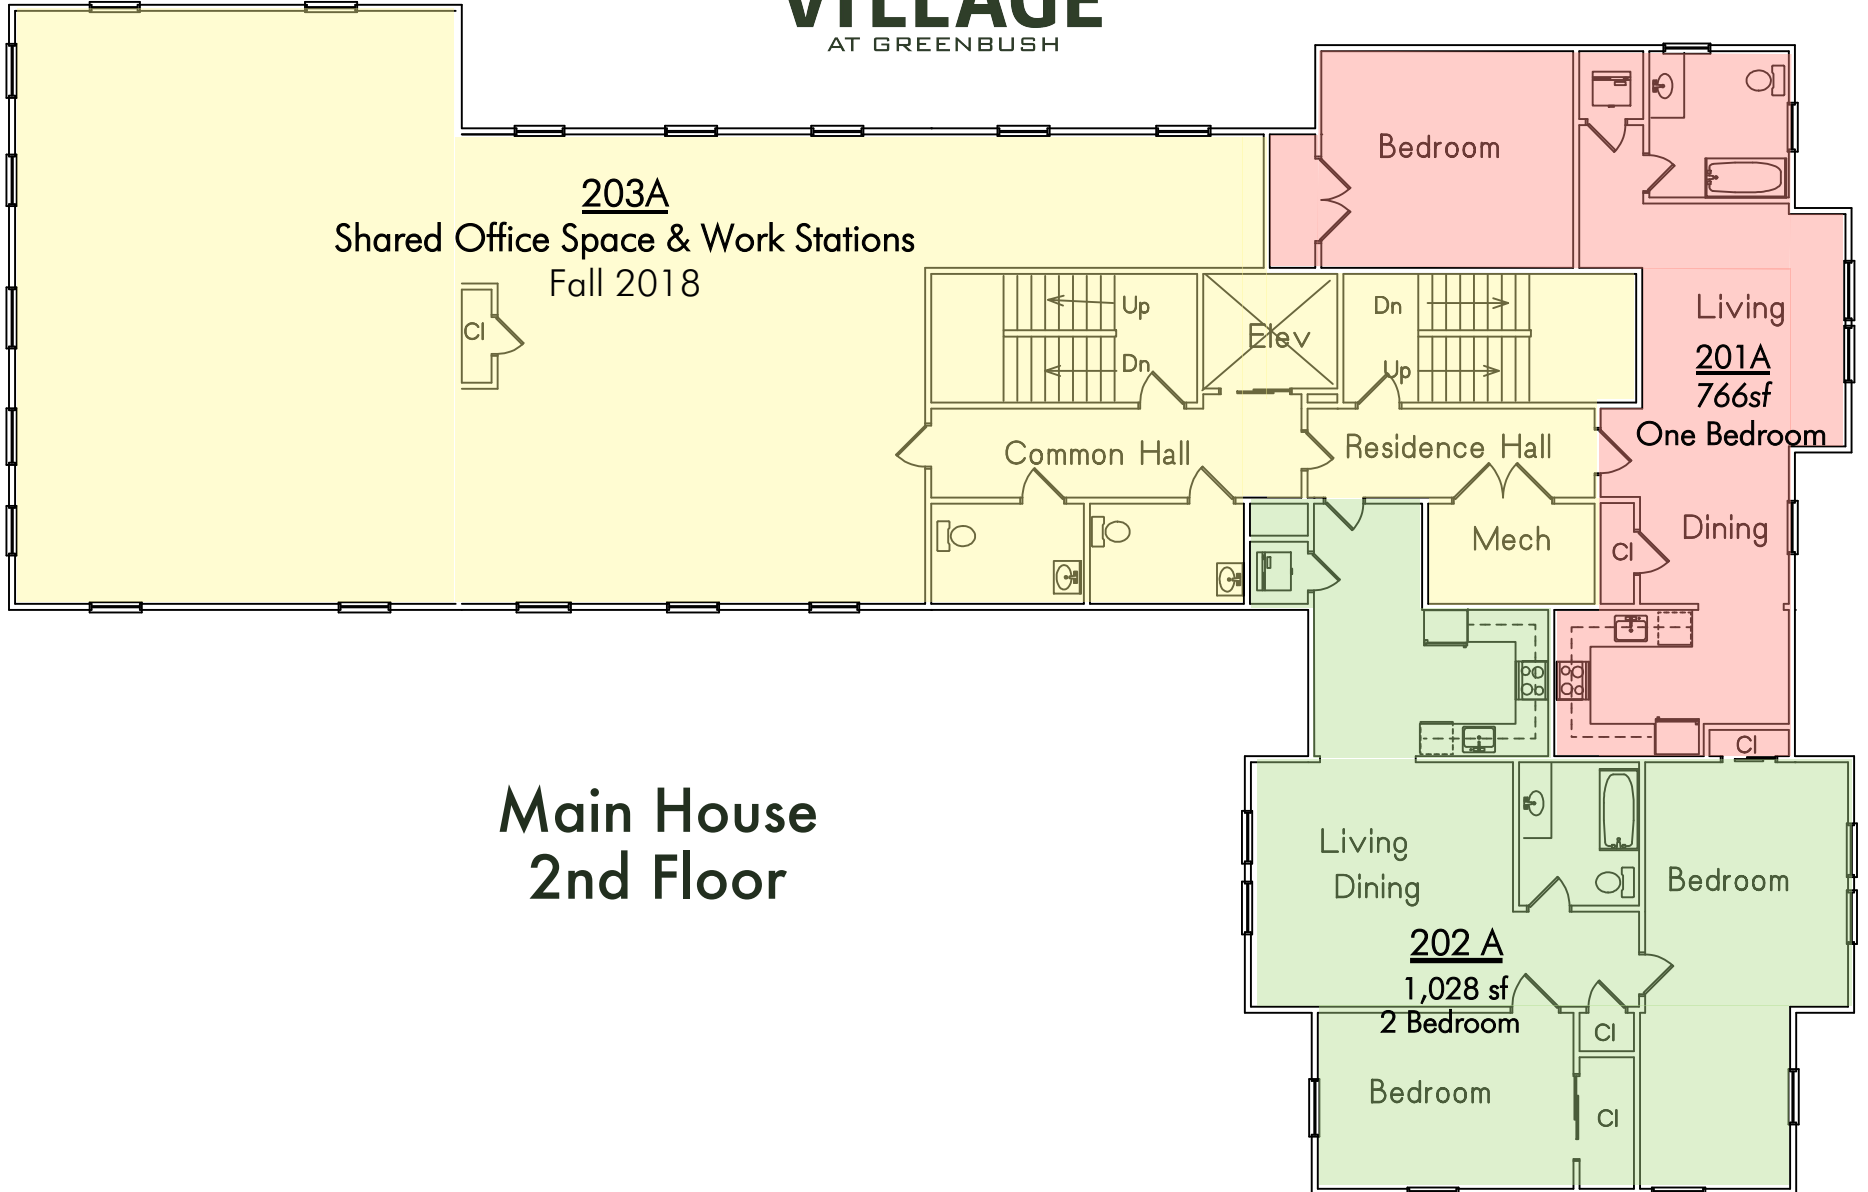 VILLAGE
AT GREENBUSH
Bedroom
203A
Shared Office Space & Work Stations
Fall 2018
Cl
Up
Dn
Elev
Dn
Up
Living
201A
766sf
One Bedroom
Common Hall
Residence Hall
Mech
Cl
Dining
Cl
Main House
2nd Floor
Living
Dining
Bedroom
202 A
1,028 sf
2 Bedroom
Cl
Bedroom
Cl